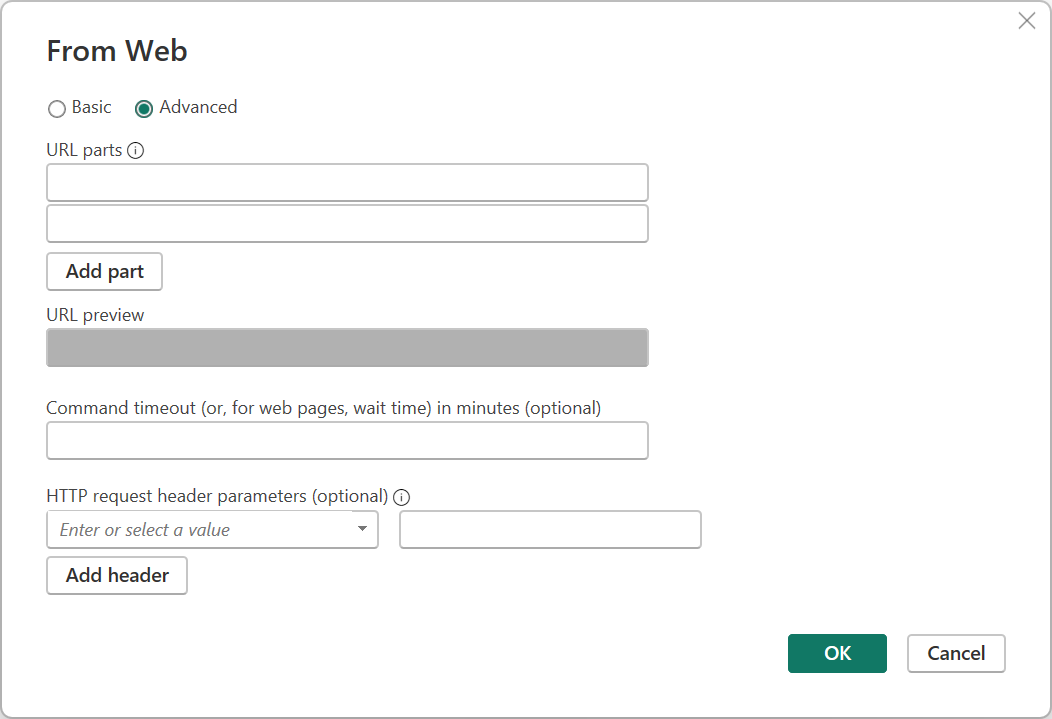 From Web
Basic Advanced
URL parts
Add part
URL preview
Command timeout (or, for web pages, wait time) in minutes (optional)
HTTP request header parameters (optional)
Enter or select a value
Add header
OK Cancel